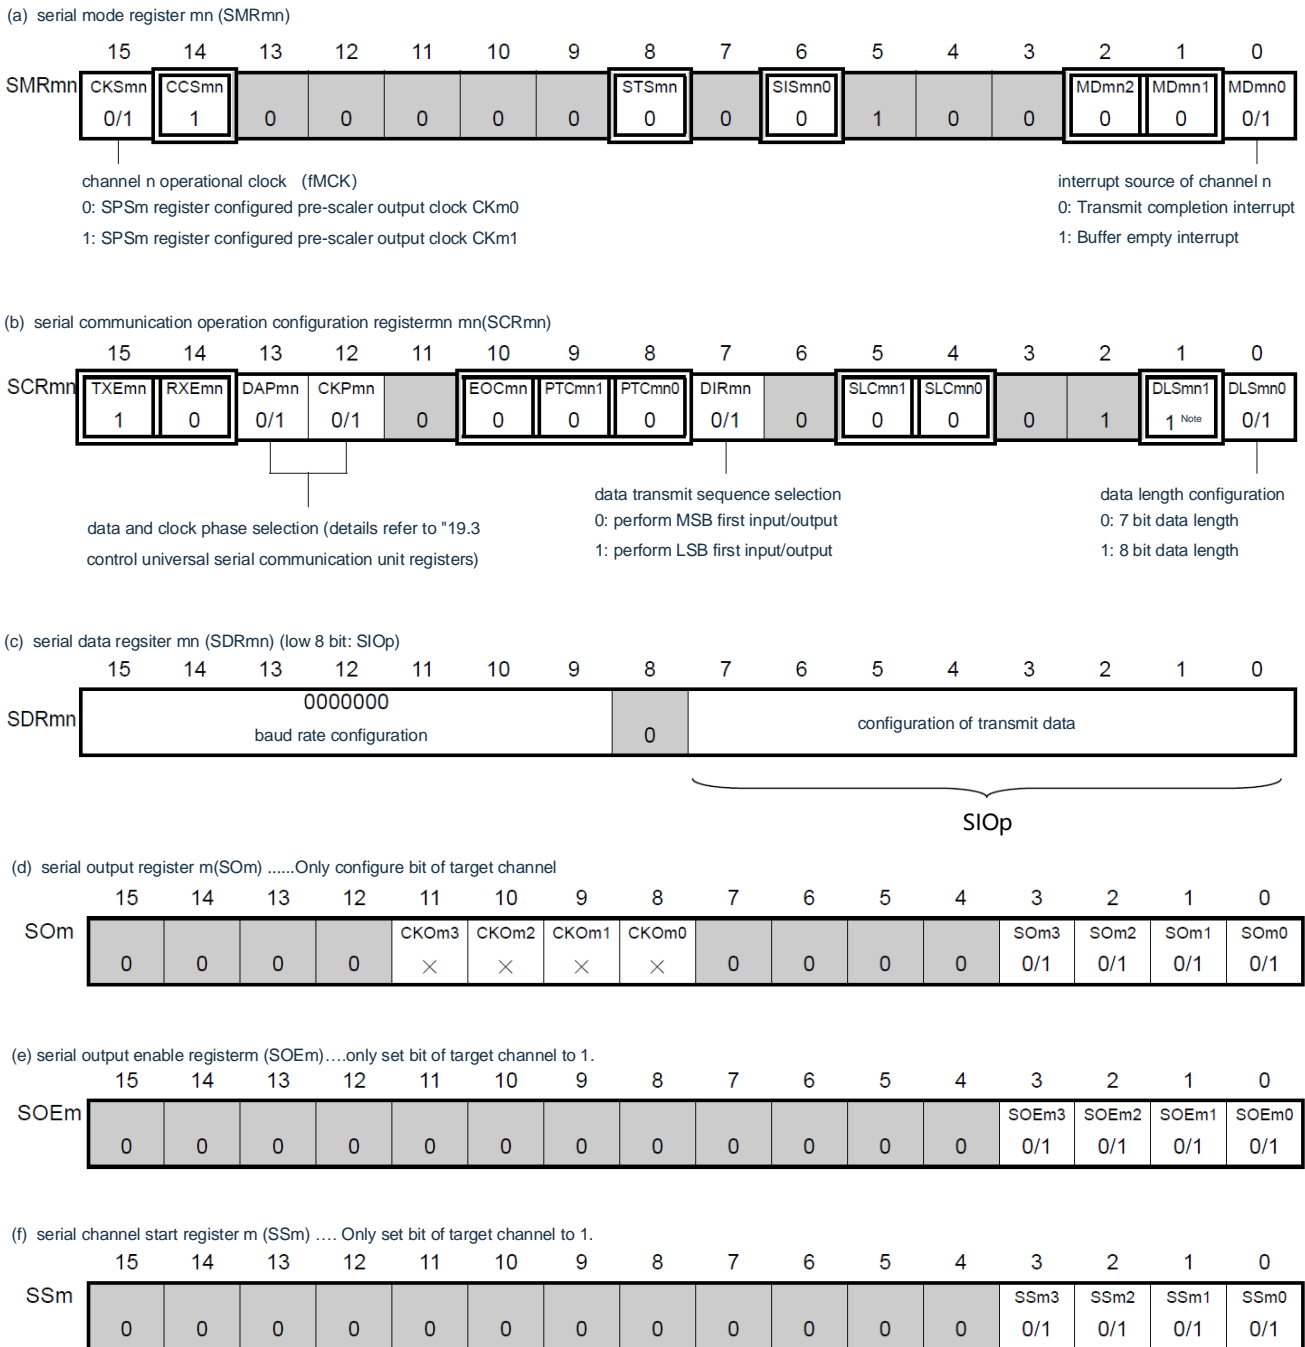 (a) serial mode register mn (SMRmn)
15 14 13 12 11 10 9 8 7 6 5 4 3 2 1 0
SMRmn CKSmn CCSmn STSmn SISmn0 MDmn2 MDmn1 MDmn0
0/1 1 0 0 0 0 0 0 0 0 1 0 0 0 0 0/1
channel n operational clock (fMCK)
0: SPSm register configured pre-scaler output clock CKm0
1: SPSm register configured pre-scaler output clock CKm1
interrupt source of channel n
0: Transmit completion interrupt
1: Buffer empty interrupt
(b) serial communication operation configuration registermn mn(SCRmn)
15 14 13 12 11 10 9 8 7 6 5 4 3 2 1 0
SCRmn TXEmn RXEmn DAPmn CKPmn EOCmn PTCmn1 PTCmn0 DIRmn SLCmn1 SLCmn0 DLSmn1 DLSmn0
1 0 0/1 0/1 0 0 0 0 0/1 0 0 0 0 1 1 Note 0/1
data and clock phase selection (details refer to "19.3
control universal serial communication unit registers)
data transmit sequence selection
0: perform MSB first input/output
1: perform LSB first input/output
data length configuration
0: 7 bit data length
1: 8 bit data length
(c) serial data regsiter mn (SDRmn) (low 8 bit: SIOp)
15 14 13 12 11 10 9 8 7 6 5 4 3 2 1 0
SDRmn 0000000
baud rate configuration 0 configuration of transmit data
SIOp
(d) serial output register m(SOm) ......Only configure bit of target channel
15 14 13 12 11 10 9 8 7 6 5 4 3 2 1 0
SOm CKOm3 CKOm2 CKOm1 CKOm0 SOm3 SOm2 SOm1 SOm0
0 0 0 0 × × × × 0 0 0 0 0/1 0/1 0/1 0/1
(e) serial output enable registerm (SOEm)….only set bit of target channel to 1.
15 14 13 12 11 10 9 8 7 6 5 4 3 2 1 0
SOEm SOEm3 SOEm2 SOEm1 SOEm0
0 0 0 0 0 0 0 0 0 0 0 0 0/1 0/1 0/1 0/1
(f) serial channel start register m (SSm) …. Only set bit of target channel to 1.
15 14 13 12 11 10 9 8 7 6 5 4 3 2 1 0
SSm SSm3 SSm2 SSm1 SSm0
0 0 0 0 0 0 0 0 0 0 0 0 0/1 0/1 0/1 0/1